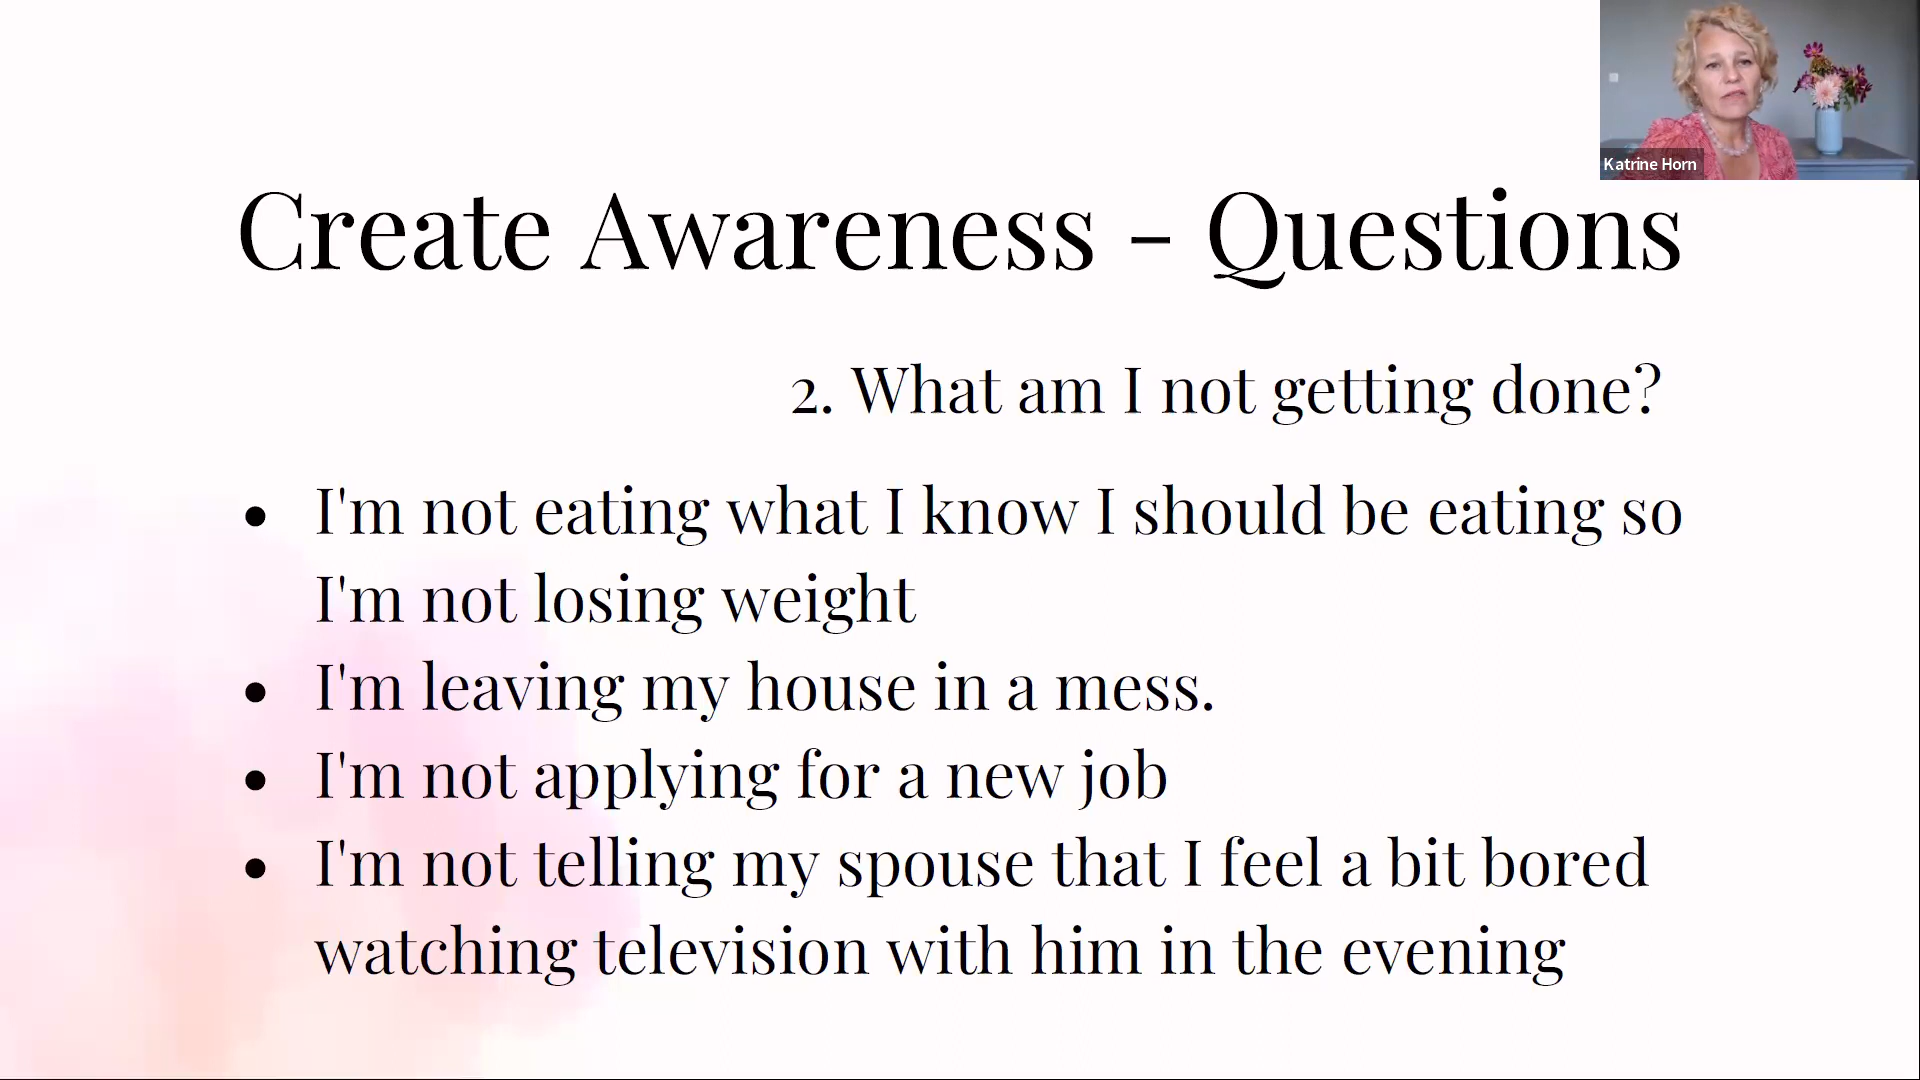 Katrine Horn
Create Awareness - Questions
2. What am I not getting done?
• I'm not eating what I know I should be eating so
I'm not losing weight
• I'm leaving my house in a mess.
• I'm not applying for a new job
• I'm not telling my spouse that I feel a bit bored
watching television with him in the evening